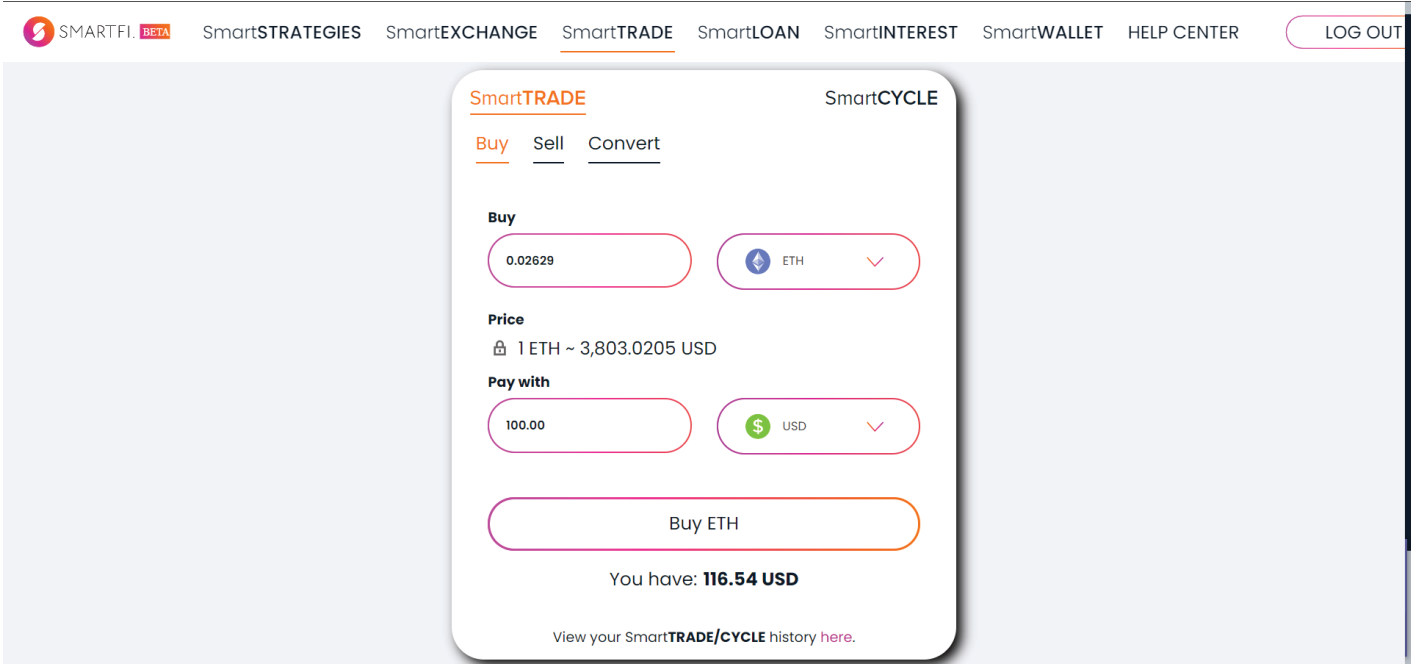 SMARTFI. BETA SmartSTRATEGIES SmartEXCHANGE SmartTRADE SmartLOAN SmartINTEREST SmartWALLET HELP CENTER LOG OUT
SmartTRADE SmartCYCLE
Buy Sell Convert
Buy
0.02629 ETH
Price
1 ETH ~ 3,803.0205 USD
Pay with
100.00 $ USD
Buy ETH
You have: 116.54 USD
View your SmartTRADE/CYCLE history here.